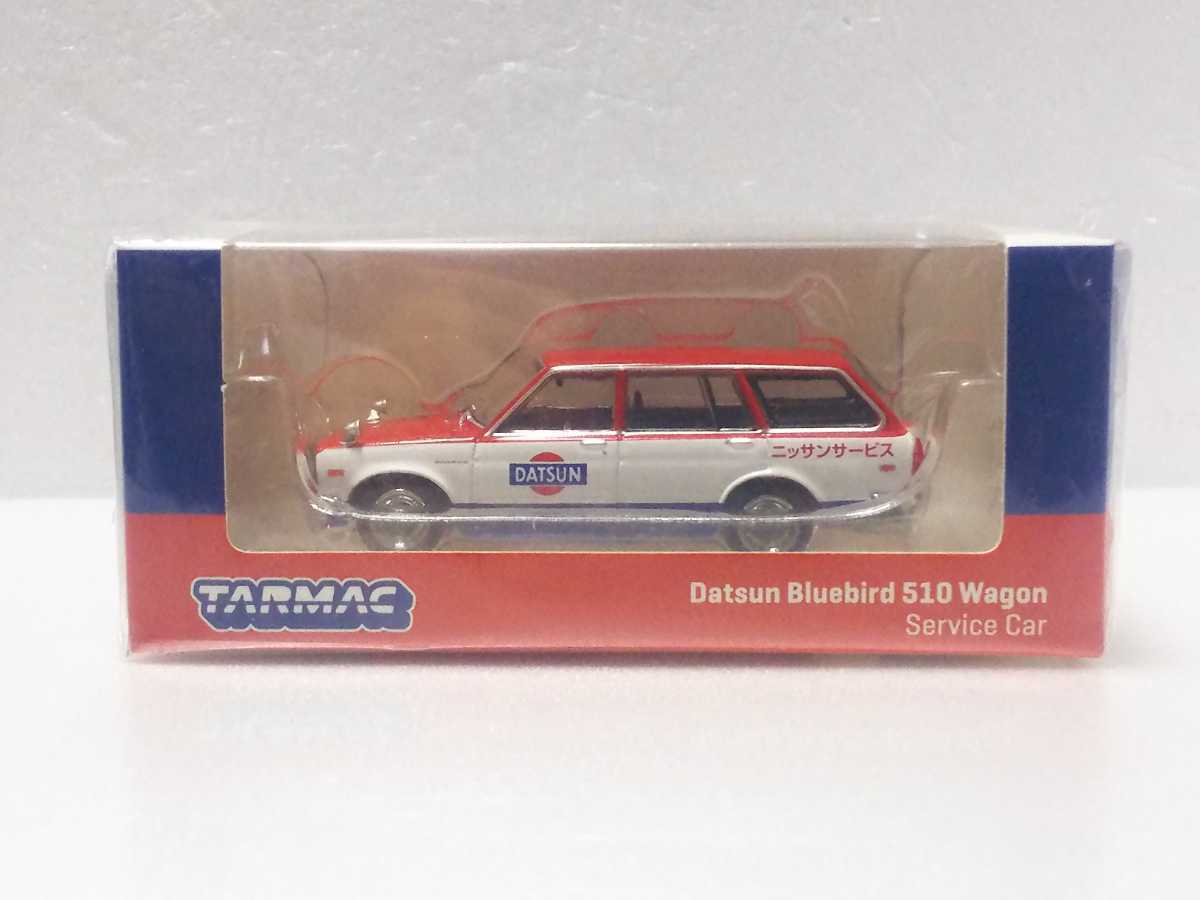 DATSUN
ニッサンサービス
TARMAC
Datsun Bluebird 510 Wagon
Service Car